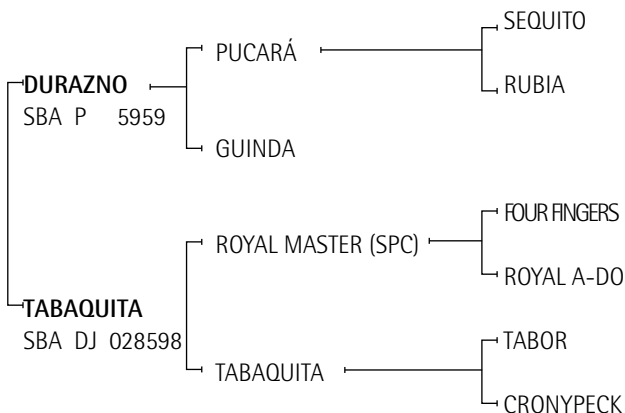 SEQUITO
PUCARÁ
DURAZNO
RUBIA
SBA P 5959
GUINDA
FOUR FINGERS
ROYAL MASTER (SPC)
ROYAL A-DO
TABAQUITA
SBA DJ 028598
TABOR
TABAQUITA
CRONYPECK